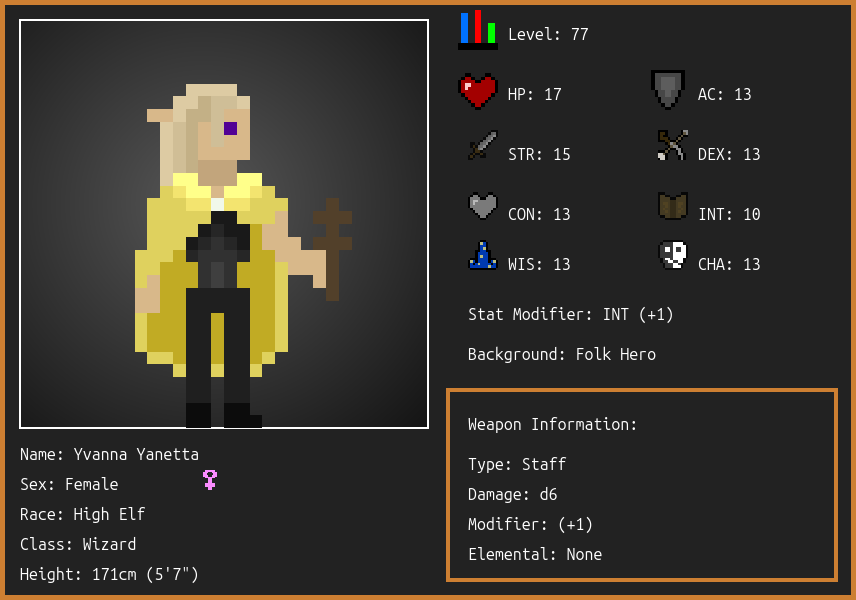 Level: 77
HP: 17
AC: 13
STR: 15
DEX: 13
CON: 13
INT: 10
WIS: 13
CHA: 13
Stat Modifier: INT (+1)
Background: Folk Hero
Weapon Information:
Type: Staff
Damage: d6
Modifier: (+1)
Elemental: None
Name: Yvanna Yanetta
Sex: Female
Race: High Elf
Class: Wizard
Height: 171cm (5'7")